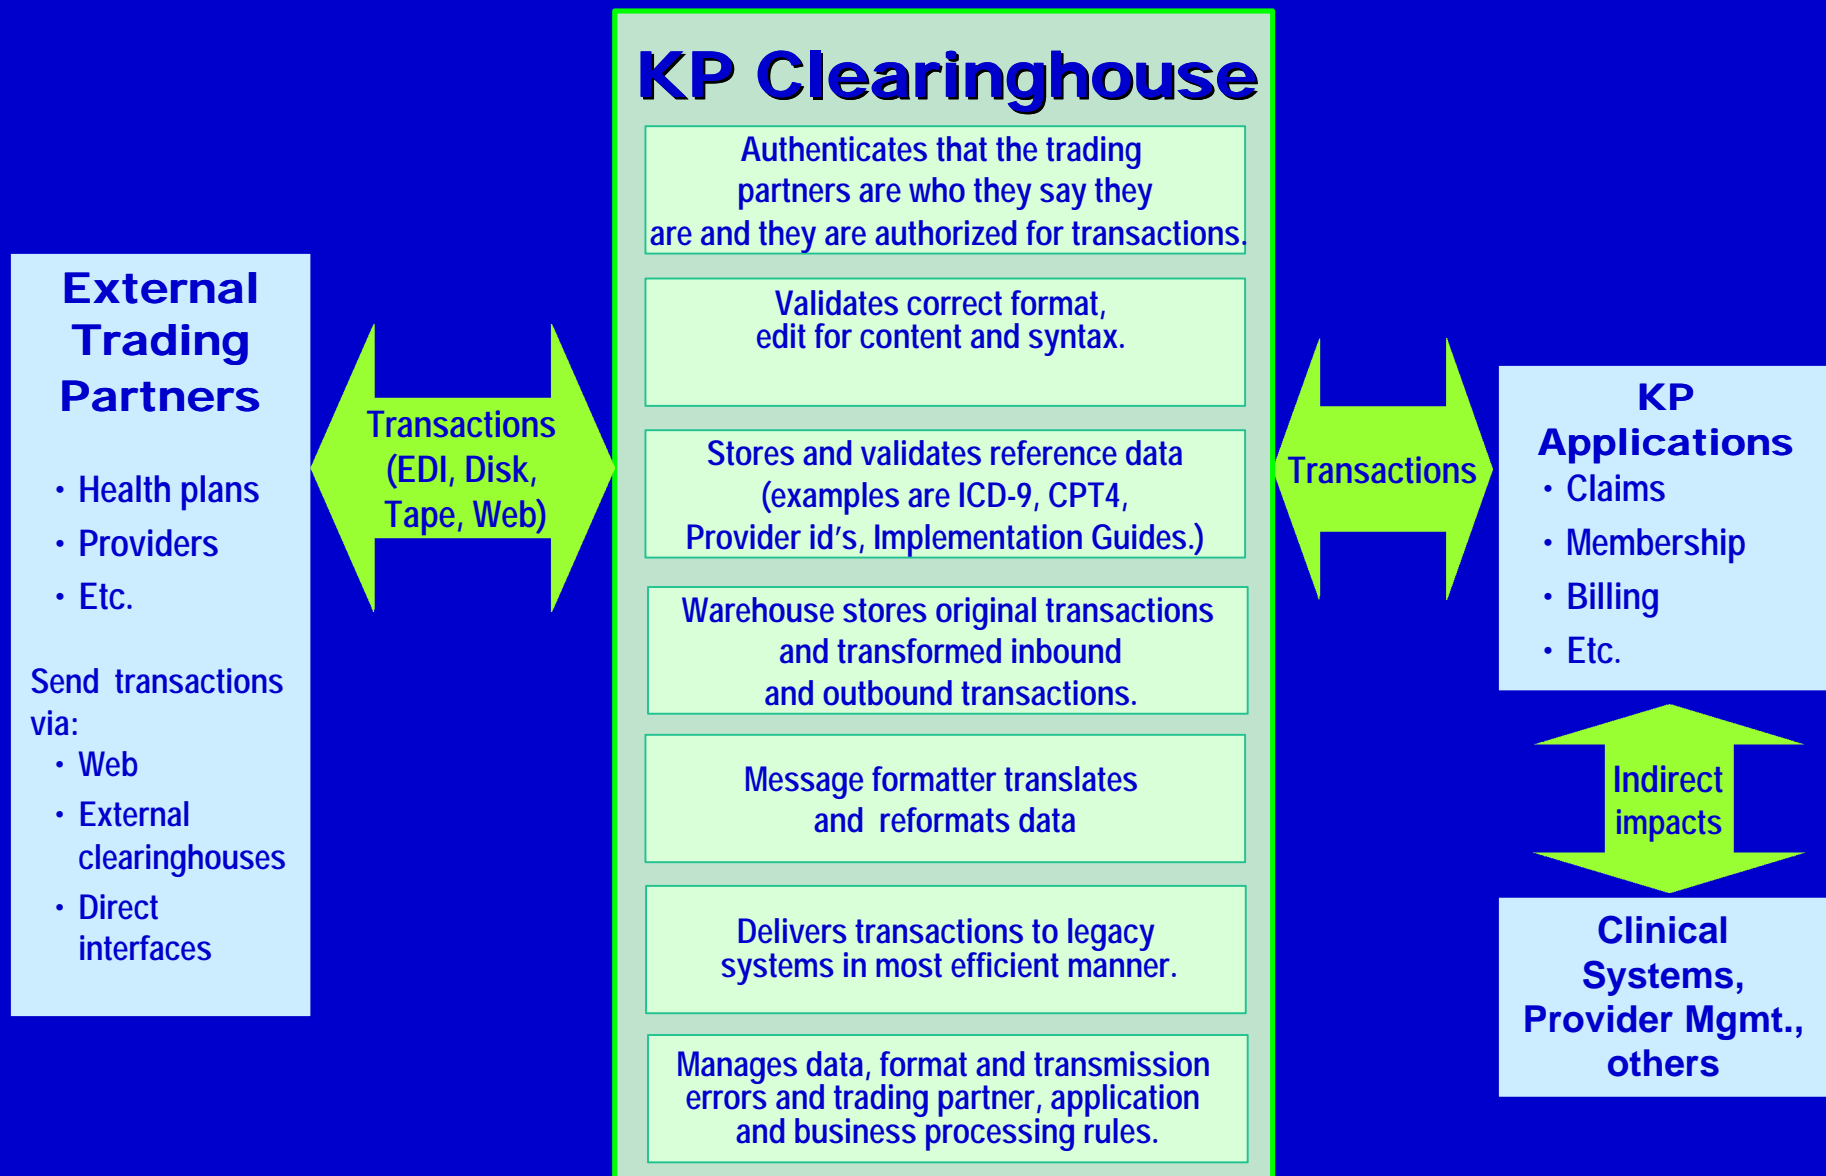 KP Clearinghouse
Authenticates that the trading
partners are who they say they
are and they are authorized for transactions.
Validates correct format,
edit for content and syntax.
Stores and validates reference data
(examples are ICD-9, CPT4,
Provider id's, Implementation Guides.)
Warehouse stores original transactions
and transformed inbound
and outbound transactions.
Message formatter translates
and reformats data
Delivers transactions to legacy
systems in most efficient manner.
Manages data, format and transmission
errors and trading partner, application
and business processing rules.
External
Trading
Partners
• Health plans
• Providers
• Etc.
Send transactions
via:
• Web
• External
clearinghouses
• Direct
interfaces
Transactions
(EDI, Disk,
Tape, Web)
Transactions
KP
Applications
• Claims
• Membership
• Billing
• Etc.
Indirect
impacts
Clinical
Systems,
Provider Mgmt.,
others